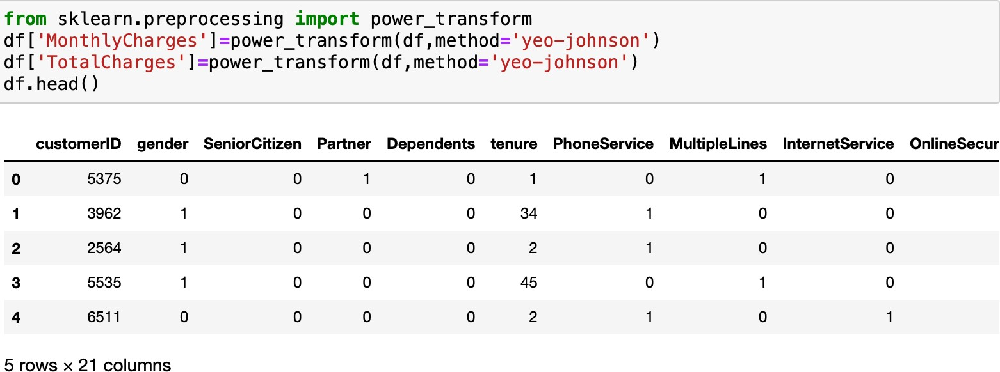 from sklearn.preprocessing import power_transform
df['MonthlyCharges']=power_transform(df,method='yeo-johnson')
df['TotalCharges']=power_transform(df,method='yeo-johnson')
df.head()
customerID gender SeniorCitizen Partner Dependents tenure PhoneService MultipleLines InternetService OnlineSecur
0 5375 0 0 1 0 1 0 1 0
1 3962 1 0 0 0 34 1 0 0
2 2564 1 0 0 0 2 1 0 0
3 5535 1 0 0 0 45 0 1 0
4 6511 0 0 0 0 2 1 0 1
5 rows × 21 columns